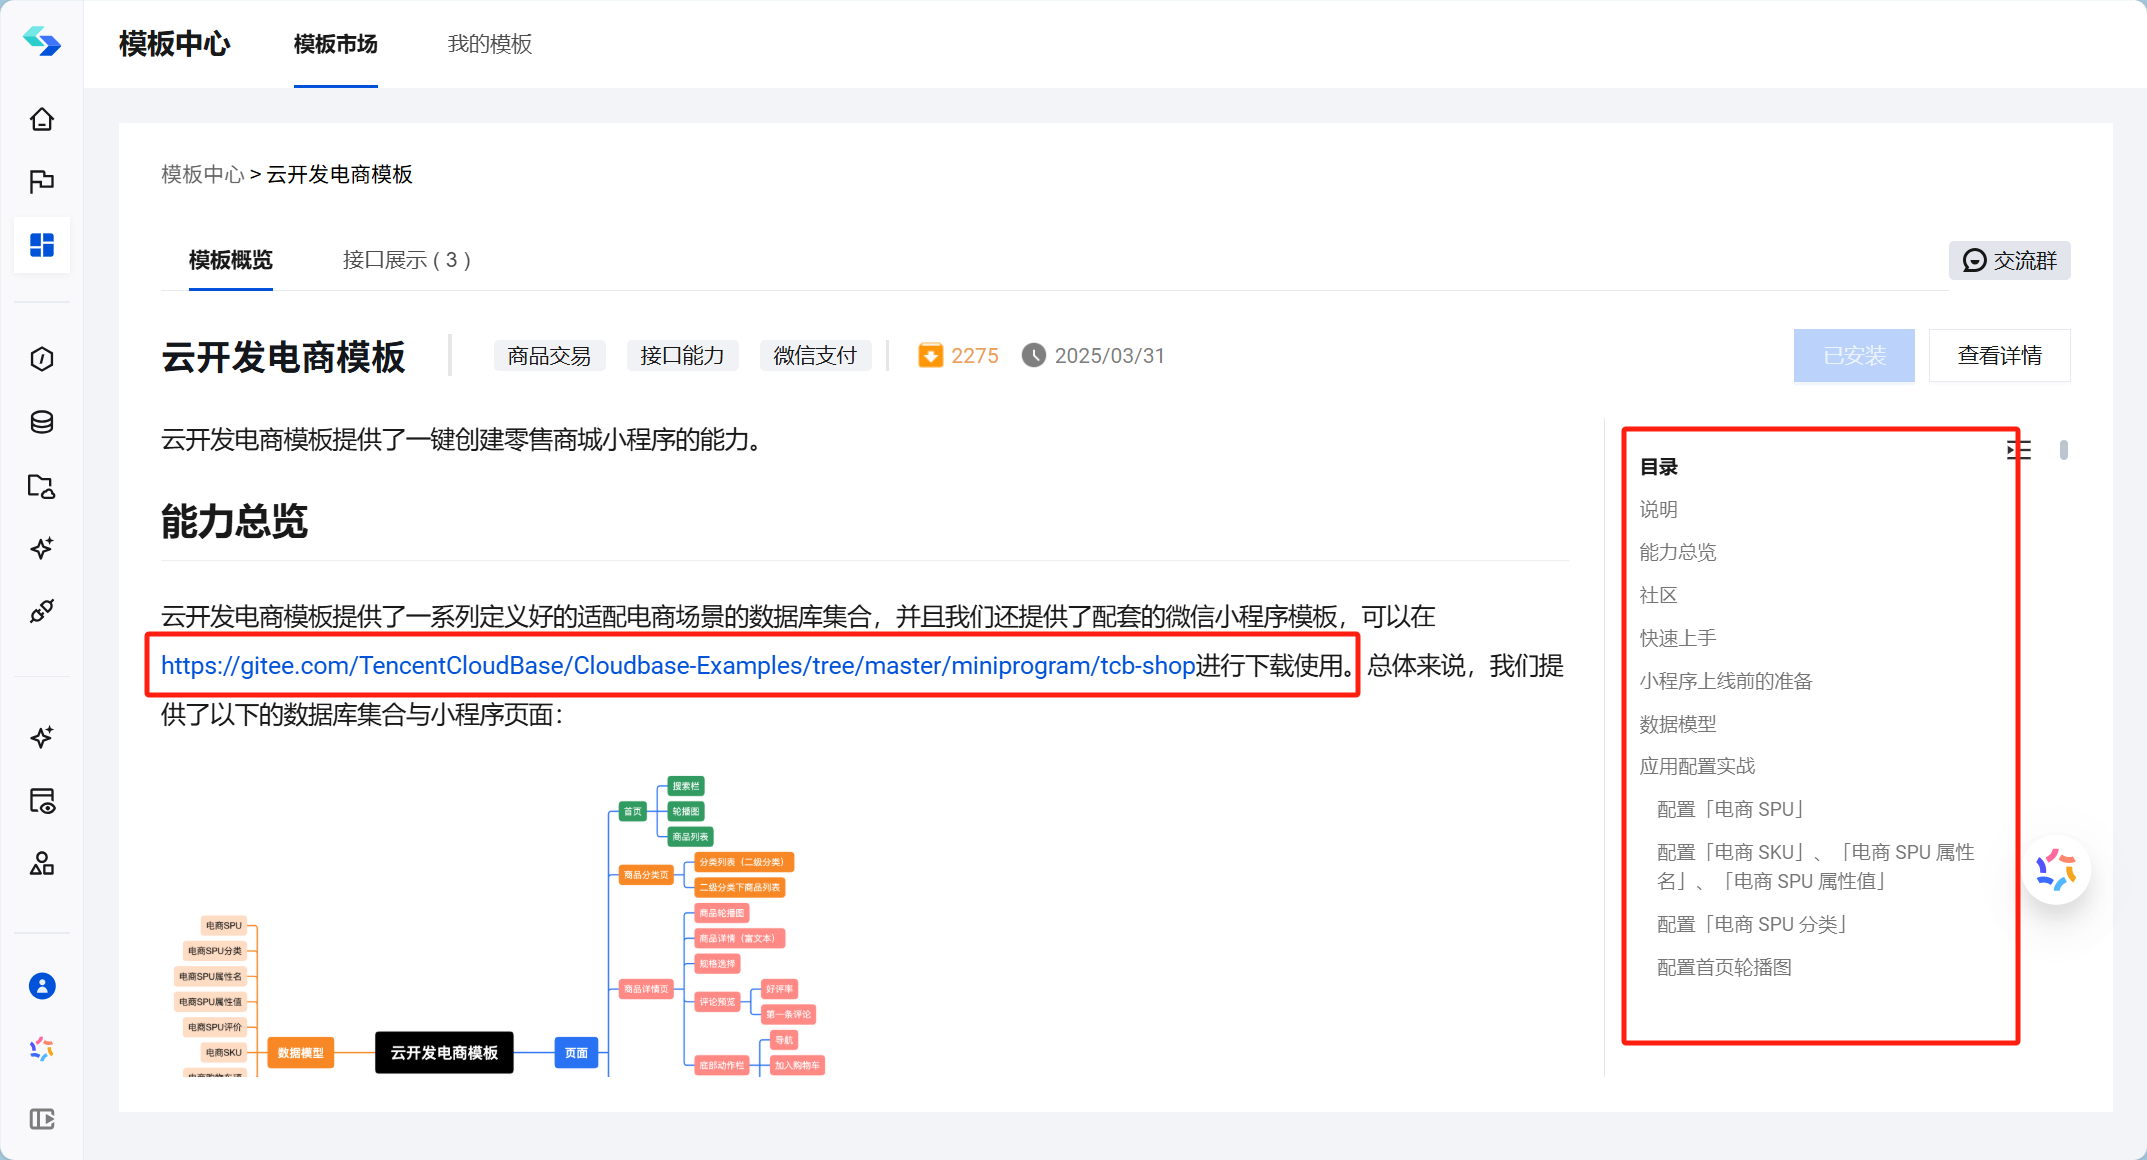 模板中心
模板市场
我的模板
模板中心 > 云开发电商模板
模板概览
接口展示 ( 3 )
交流群
云开发电商模板
商品交易
接口能力
微信支付
2275
2025/03/31
已安装
查看详情
云开发电商模板提供了一键创建零售商城小程序的能力。
能力总览
云开发电商模板提供了一系列定义好的适配电商场景的数据库集合，并且我们还提供了配套的微信小程序模板，可以在
https://gitee.com/TencentCloudBase/Cloudbase-Examples/tree/master/miniprogram/tcb-shop进行下载使用。总体来说，我们提
供了以下的数据库集合与小程序页面：
搜索栏
首页
轮播图
商品列表
分类列表（二级分类）
商品分类页
二级分类下商品列表
商品轮播图
商品详情（富文本）
规格选择
商品详情页
好评率
评论预览
第一条评论
导航
底部动作栏
加入购物车
电商SPU
电商SPU分类
电商SPU属性名
电商SPU属性值
电商SPU评价
电商SKU
数据模型
云开发电商模板
页面
目录
说明
能力总览
社区
快速上手
小程序上线前的准备
数据模型
应用配置实战
配置「电商 SPU」
配置「电商 SKU」、「电商 SPU 属性
名」、「电商 SPU 属性值」
配置「电商 SPU 分类」
配置首页轮播图